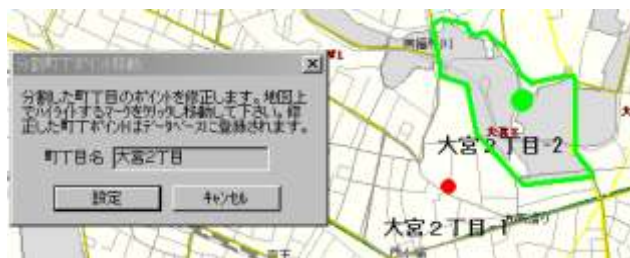 分割町丁ポイント移動
分割した町丁目のポイントを修正します。地図上
でハイライトするマークをクリックし移動して下さい。修
正した町丁ポイントはデータベースに登録されます。
町丁目名 大宮2丁目
設定 キャンセル
大宮2丁目-2
大宮2丁目-1